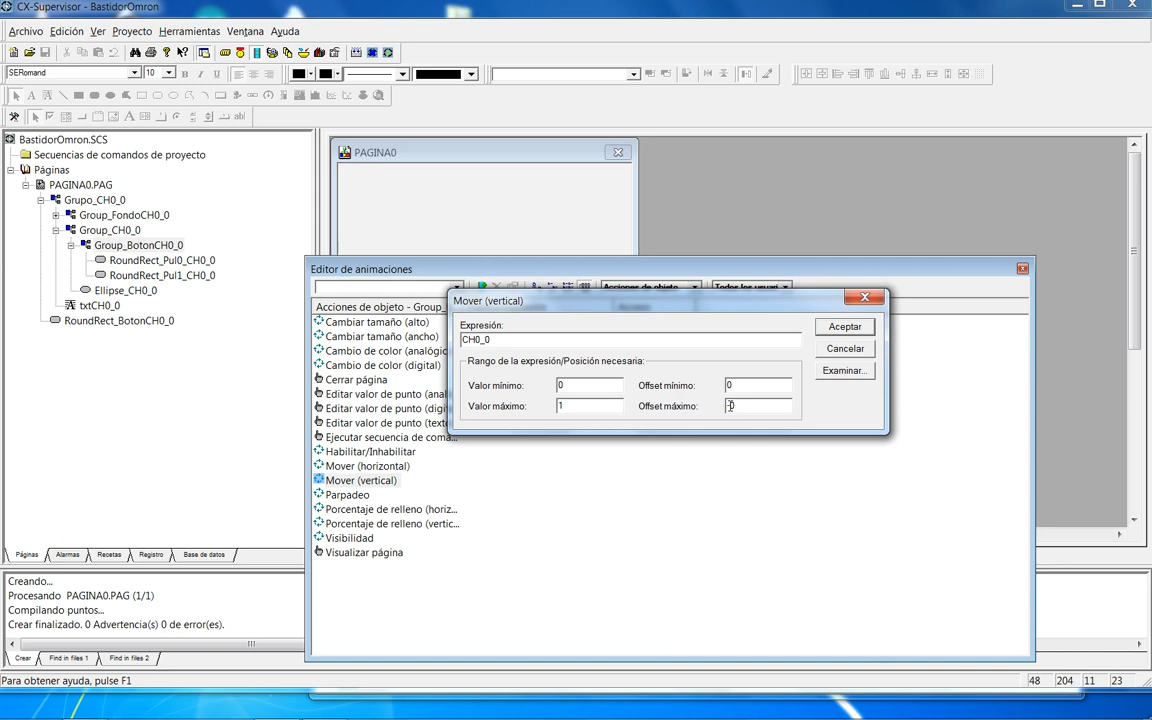 CX-Supervisor - BastidorOmron
Archivo Edición Ver Proyecto Herramientas Ventana Ayuda
SERomand 10
BastidorOmron.SCS
Secuencias de comandos de proyecto
Páginas
PAGINA0.PAG
Grupo_CH0_0
Group_FondoCH0_0
Group_CH0_0
Group_BotonCH0_0
RoundRect_Pul0_CH0_0
RoundRect_Pul1_CH0_0
Ellipse_CH0_0
txtCH0_0
RoundRect_BotonCH0_0
Páginas Alarmas Recetas Registro Base de datos
PAGINA0
Editor de animaciones
Acciones de objeto Todos los usuari
Acciones de objeto - Group_
Cambiar tamaño (alto)
Cambiar tamaño (ancho)
Cambio de color (analógic
Cambio de color (digital)
Cerrar página
Editar valor de punto (ana
Editar valor de punto (digi
Editar valor de punto (text
Ejecutar secuencia de coma...
Habilitar/Inhabilitar
Mover (horizontal)
Mover (vertical)
Parpadeo
Porcentaje de relleno (horiz...
Porcentaje de relleno (vertic...
Visibilidad
Visualizar página
Mover (vertical)
Expresión:
CH0_0
Rango de la expresión/Posición necesaria:
Valor mínimo: 0 Offset mínimo: 0
Valor máximo: 1 Offset máximo:
Aceptar
Cancelar
Examinar...
Creando...
Procesando PAGINA0.PAG (1/1)
Compilando puntos...
Crear finalizado. 0 Advertencia(s) 0 de error(es).
Crear Find in files 1 Find in files 2
Para obtener ayuda, pulse F1 48 204 11 23